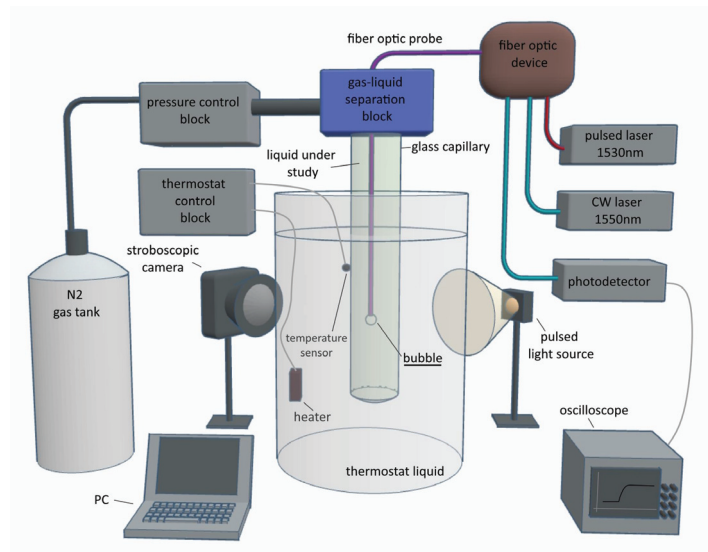 fiber optic probe
fiber optic
device
gas-liquid
separation
block
pressure control
block
glass capillary
liquid under
study
pulsed laser
1530nm
thermostat
control
block
CW laser
1550nm
stroboscopic
camera
N2
gas tank
photodetector
temperature
sensor
bubble
pulsed
light source
heater
oscilloscope
thermostat liquid
PC